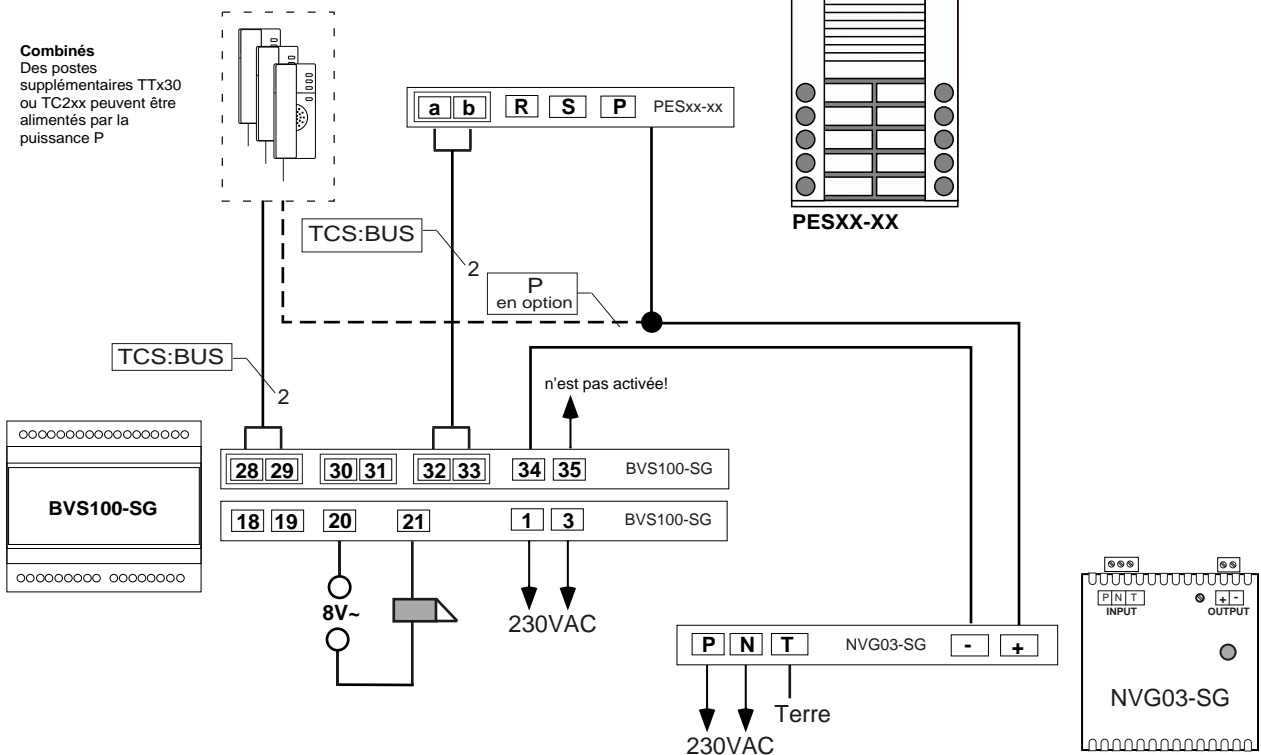 Combinés
Des postes
supplémentaires TTx30
ou TC2xx peuvent être
alimentés par la
puissance P
a b R S P PESxx-xx
PESXX-XX
TCS:BUS
2
P
en option
TCS:BUS
2
n'est pas activée!
BVS100-SG
28 29 30 31 32 33 34 35 BVS100-SG
18 19 20 21 1 3 BVS100-SG
8V~
230VAC
P N T NVG03-SG - +
Terre
230VAC
P N T
INPUT
+ -
OUTPUT
NVG03-SG